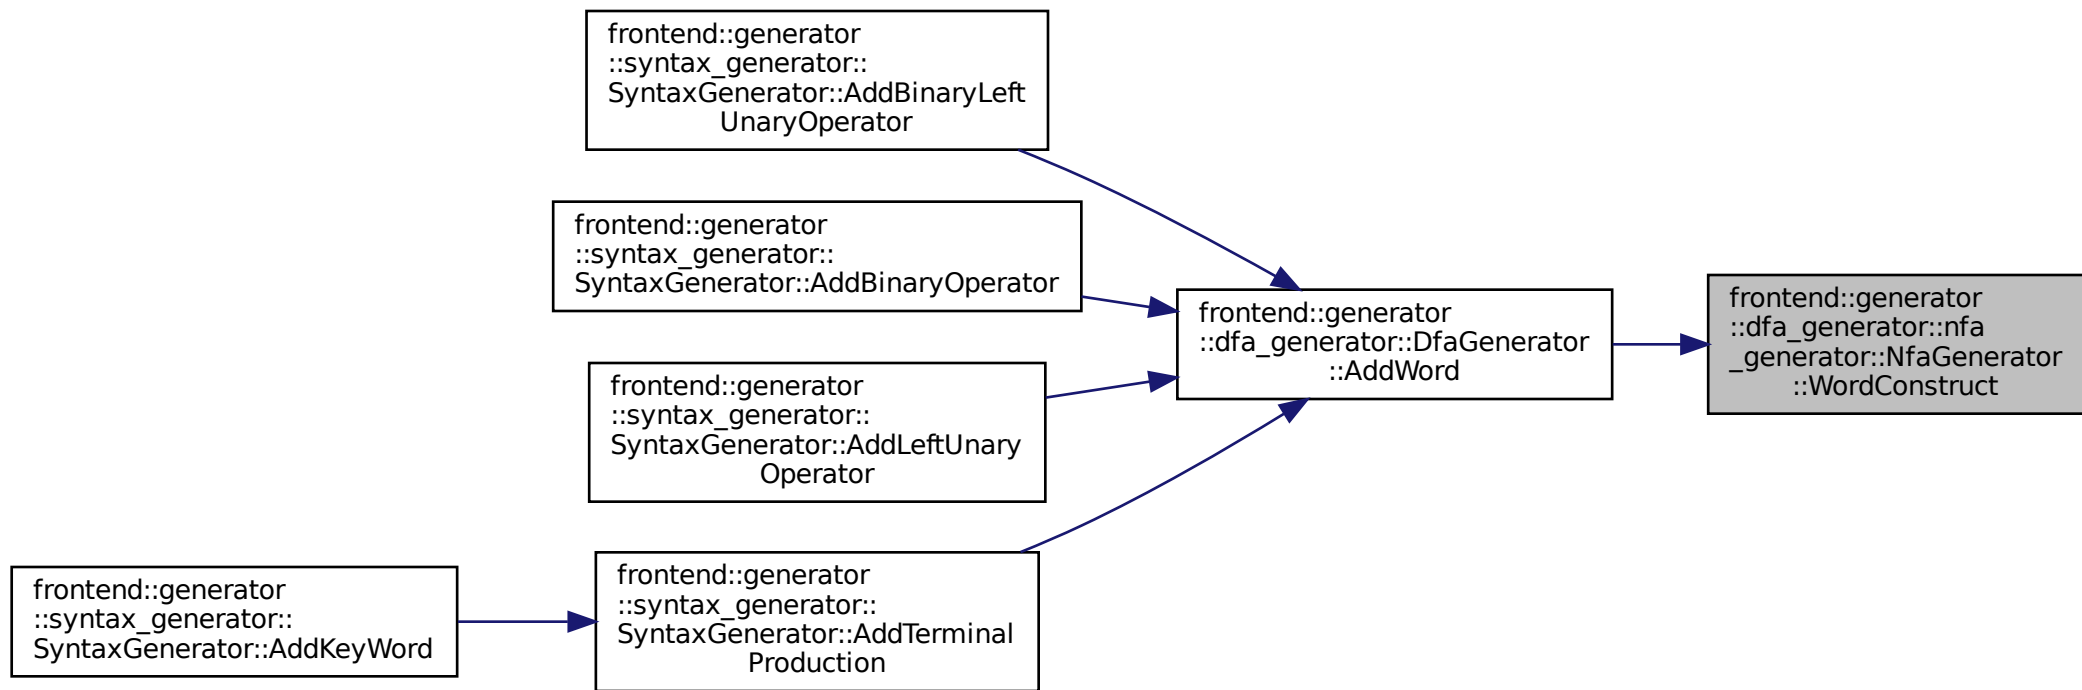 frontend::generator
::syntax_generator::
SyntaxGenerator::AddBinaryLeft
UnaryOperator
frontend::generator
::syntax_generator::
SyntaxGenerator::AddBinaryOperator
frontend::generator
::syntax_generator::
SyntaxGenerator::AddLeftUnary
Operator
frontend::generator
::syntax_generator::
SyntaxGenerator::AddKeyWord
frontend::generator
::syntax_generator::
SyntaxGenerator::AddTerminal
Production
frontend::generator
::dfa_generator::DfaGenerator
::AddWord
frontend::generator
::dfa_generator::nfa
_generator::NfaGenerator
::WordConstruct